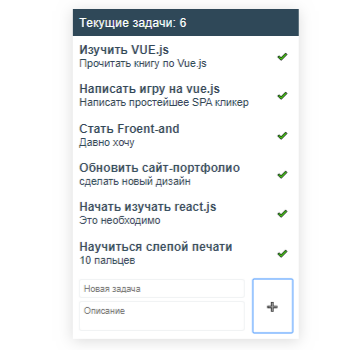 Текущие задачи: 6
Изучить VUE.js
Прочитать книгу по Vue.js
Написать игру на vue.js
Написать простейшее SPA кликер
Стать Froent-and
Давно хочу
Обновить сайт-портфолио
сделать новый дизайн
Начать изучать react.js
Это необходимо
Научиться слепой печати
10 пальцев
Новая задача
Описание